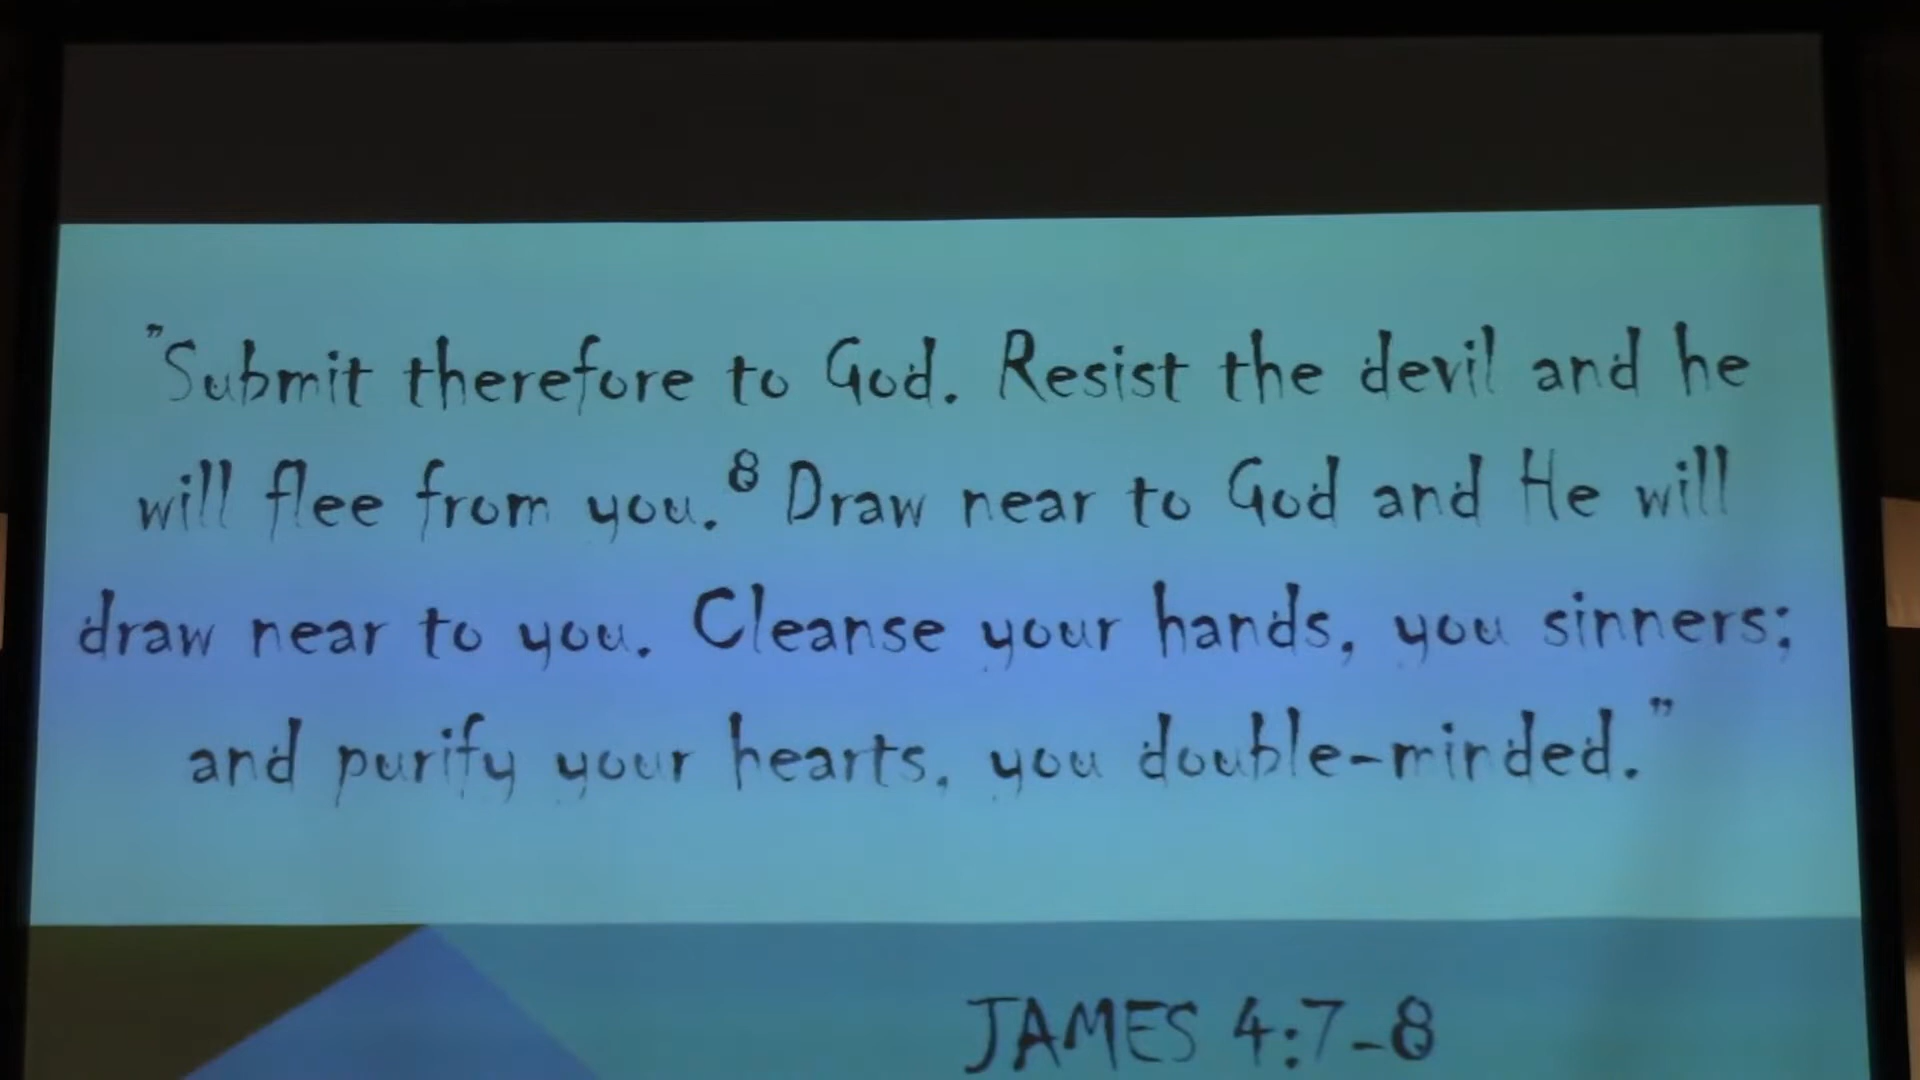 "Submit therefore to God. Resist the devil and he
will flee from you.⁸ Draw near to God and He will
draw near to you. Cleanse your hands, you sinners;
and purify your hearts, you double-minded."
JAMES 4:7-8